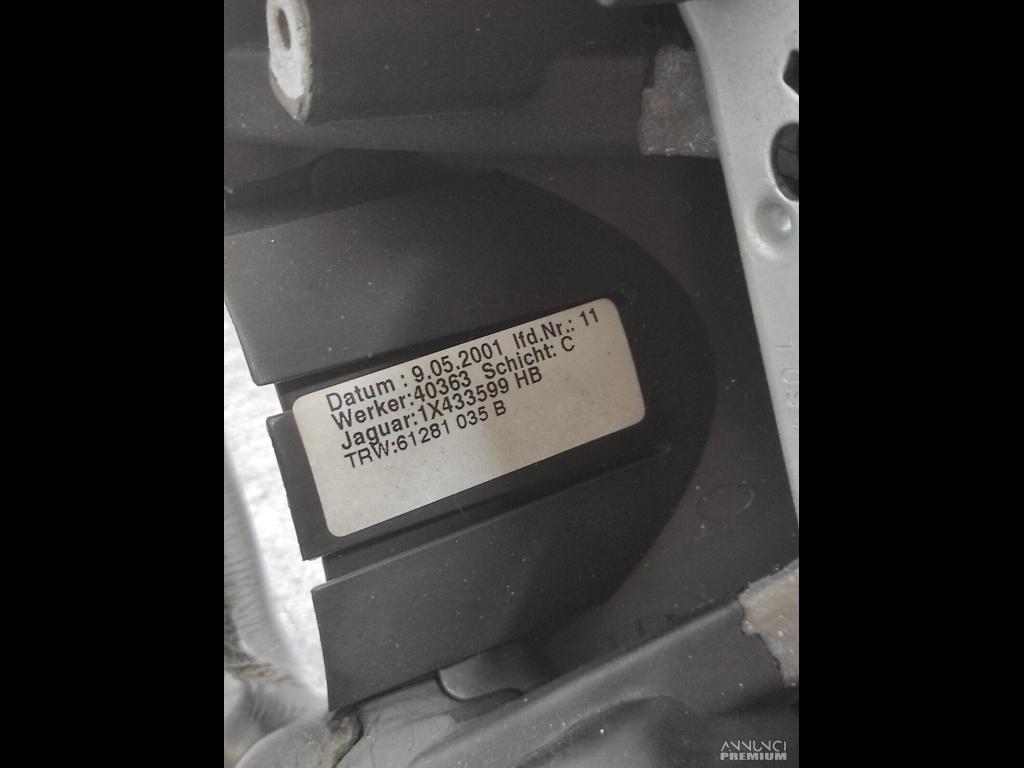 Datum : 9.05.2001 lfd.Nr.: 11
Werker:40363 Schicht: C
Jaguar:1X433599 HB
TRW:61281 035 B
ANNUNCI
PREMIUM